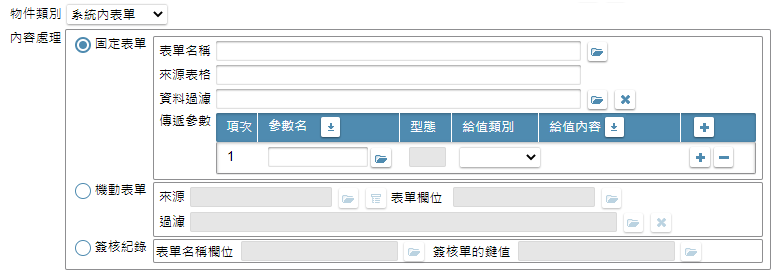 物件類別 系統內表單
內容處理 固定表單
表單名稱
來源表格
資料過濾
傳遞參數 項次 參數名 型態 給值類別 給值內容
1
機動表單 來源 表單欄位
過濾
簽核紀錄 表單名稱欄位 簽核單的鍵值